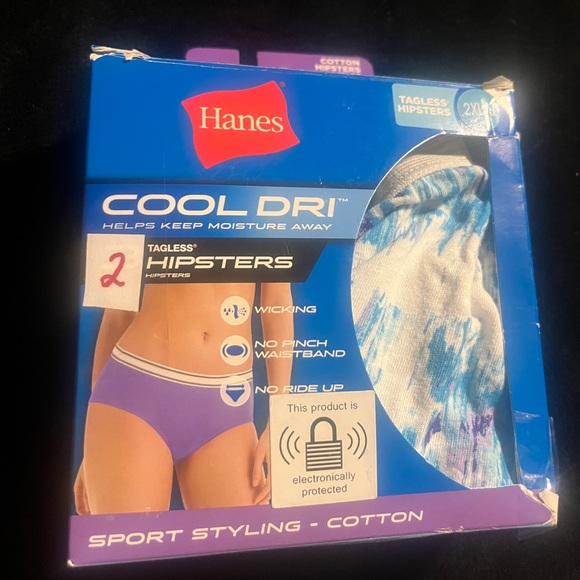 COTTON
HIPSTERS
Hanes
TAGLESS®
HIPSTERS
COOL DRI™
HELPS KEEP MOISTURE AWAY
TAGLESS®
HIPSTERS
HIPSTERS
2
WICKING
NO PINCH
WAISTBAND
NO RIDE UP
This product is
electronically
protected
SPORT STYLING - COTTON